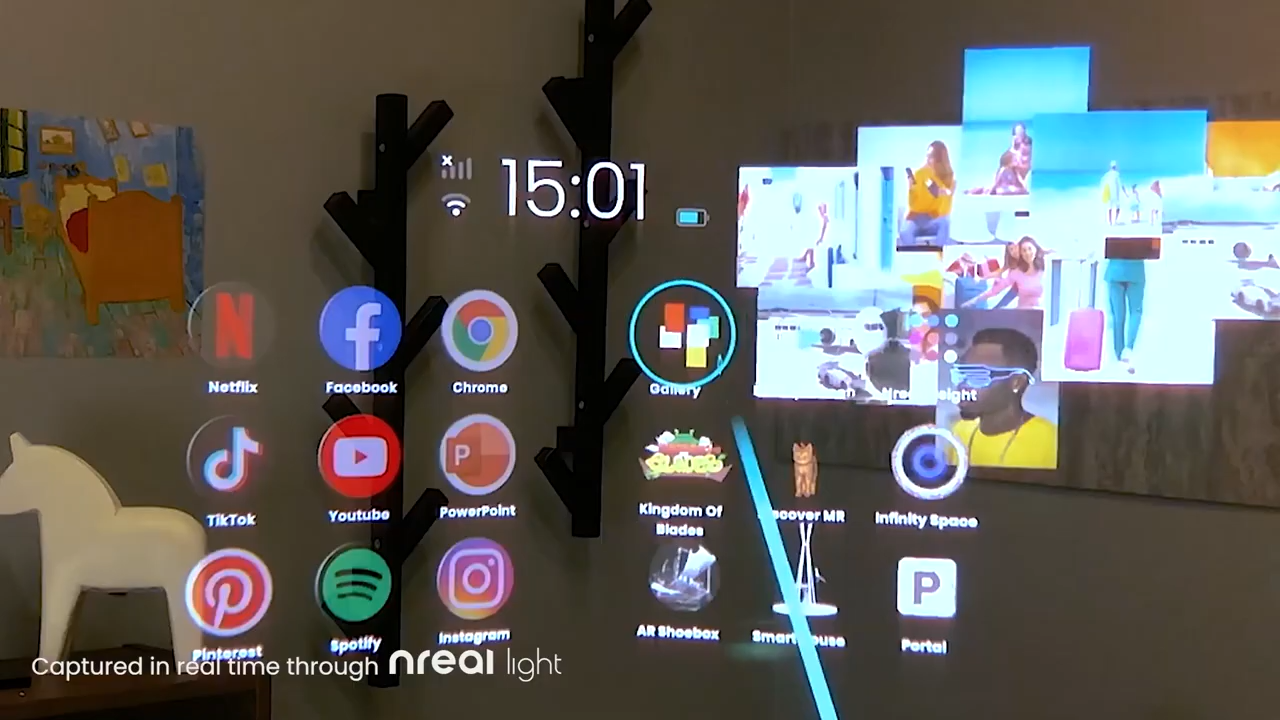 15:01
Netflix
Facebook
Chrome
Gallery
TikTok
Youtube
P
PowerPoint
Kingdom Of
Blades
Infinity Space
Pinterest
Spotify
Instagram
AR Shoebox
P
Portal
Captured in real time through nreal light